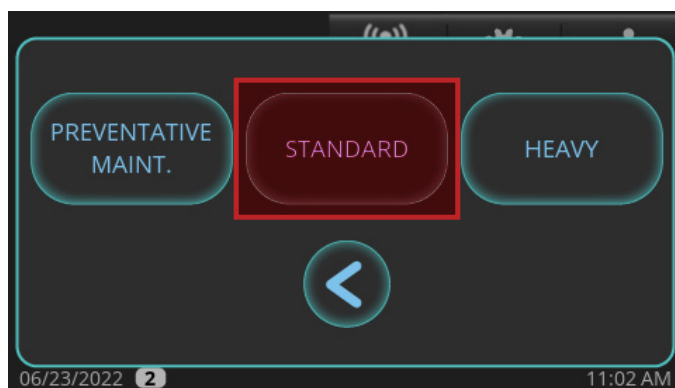 PREVENTATIVE
MAINT.
STANDARD
HEAVY
06/23/2022 2
11:02 AM